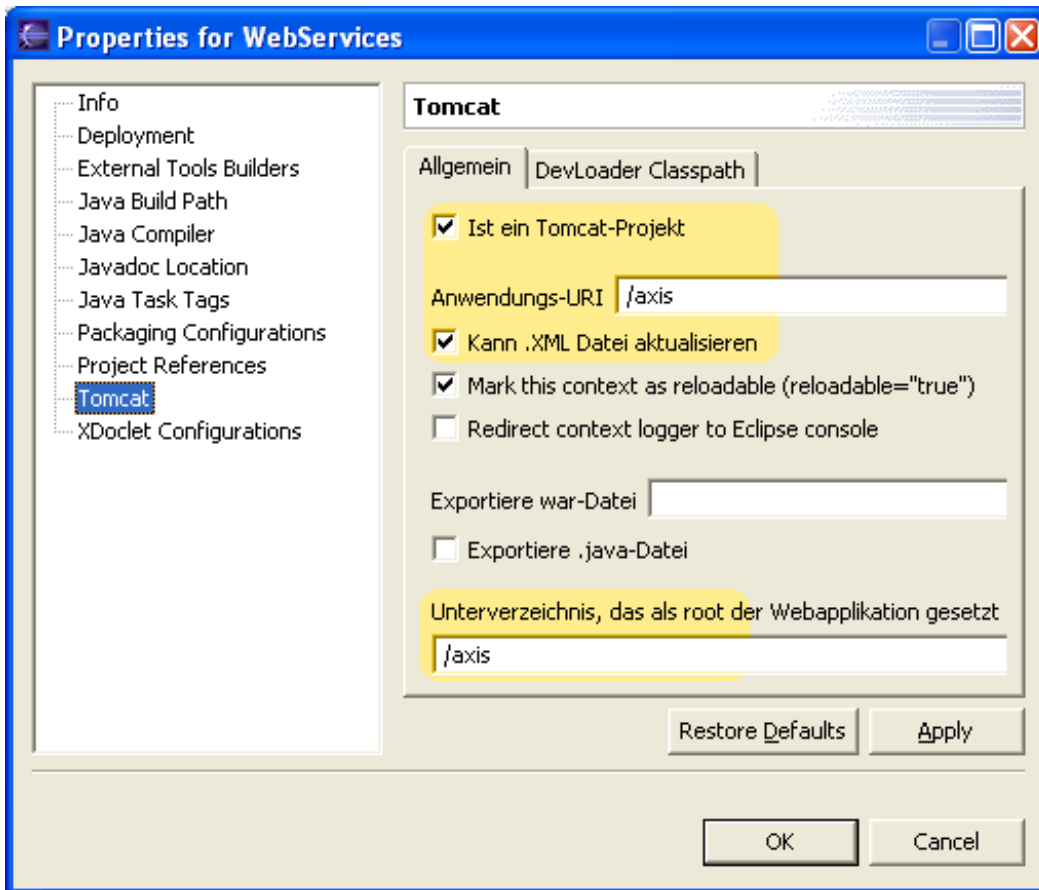 Properties for WebServices
Info
Deployment
External Tools Builders
Java Build Path
Java Compiler
Javadoc Location
Java Task Tags
Packaging Configurations
Project References
Tomcat
XDoclet Configurations
Tomcat
Allgemein DevLoader Classpath
Ist ein Tomcat-Projekt
Anwendungs-URI /axis
Kann .XML Datei aktualisieren
Mark this context as reloadable (reloadable="true")
Redirect context logger to Eclipse console
Exportiere war-Datei
Exportiere .java-Datei
Unterverzeichnis, das als root der Webapplikation gesetzt
/axis
Restore Defaults Apply
OK Cancel